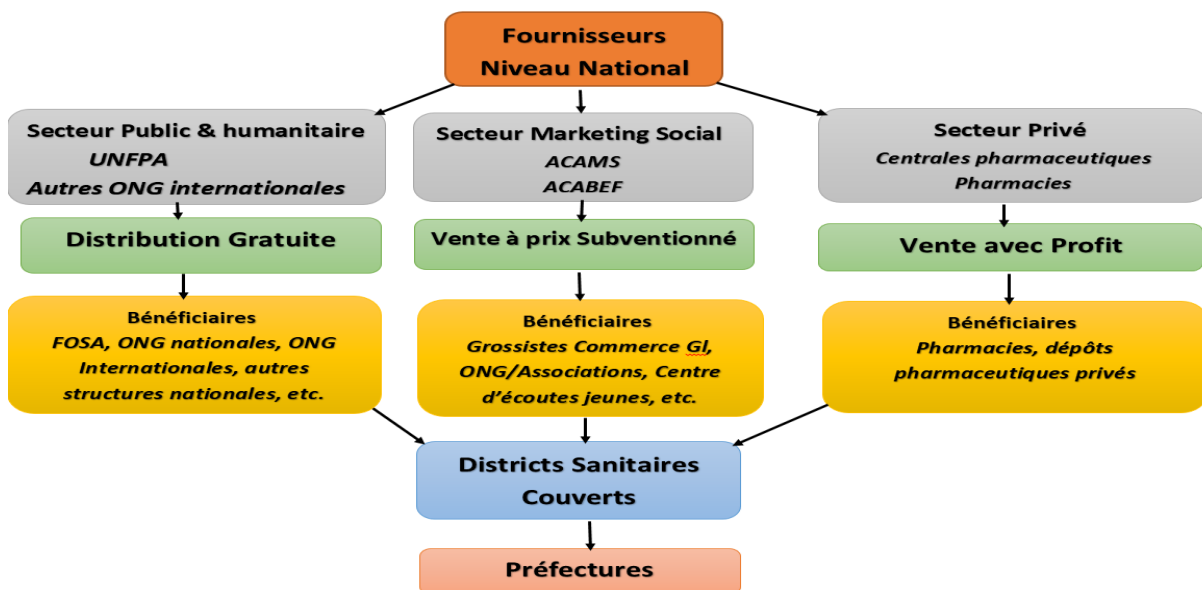 Fournisseurs
Niveau National
Secteur Public & humanitaire
UNFPA
Autres ONG internationales
Secteur Marketing Social
ACAMS
ACABEF
Secteur Privé
Centrales pharmaceutiques
Pharmacies
Distribution Gratuite
Vente à prix Subventionné
Vente avec Profit
Bénéficiaires
FOSA, ONG nationales, ONG
Internationales, autres
structures nationales, etc.
Bénéficiaires
Grossistes Commerce Gl,
ONG/Associations, Centre
d’écoutes jeunes, etc.
Bénéficiaires
Pharmacies, dépôts
pharmaceutiques privés
Districts Sanitaires
Couverts
Préfectures